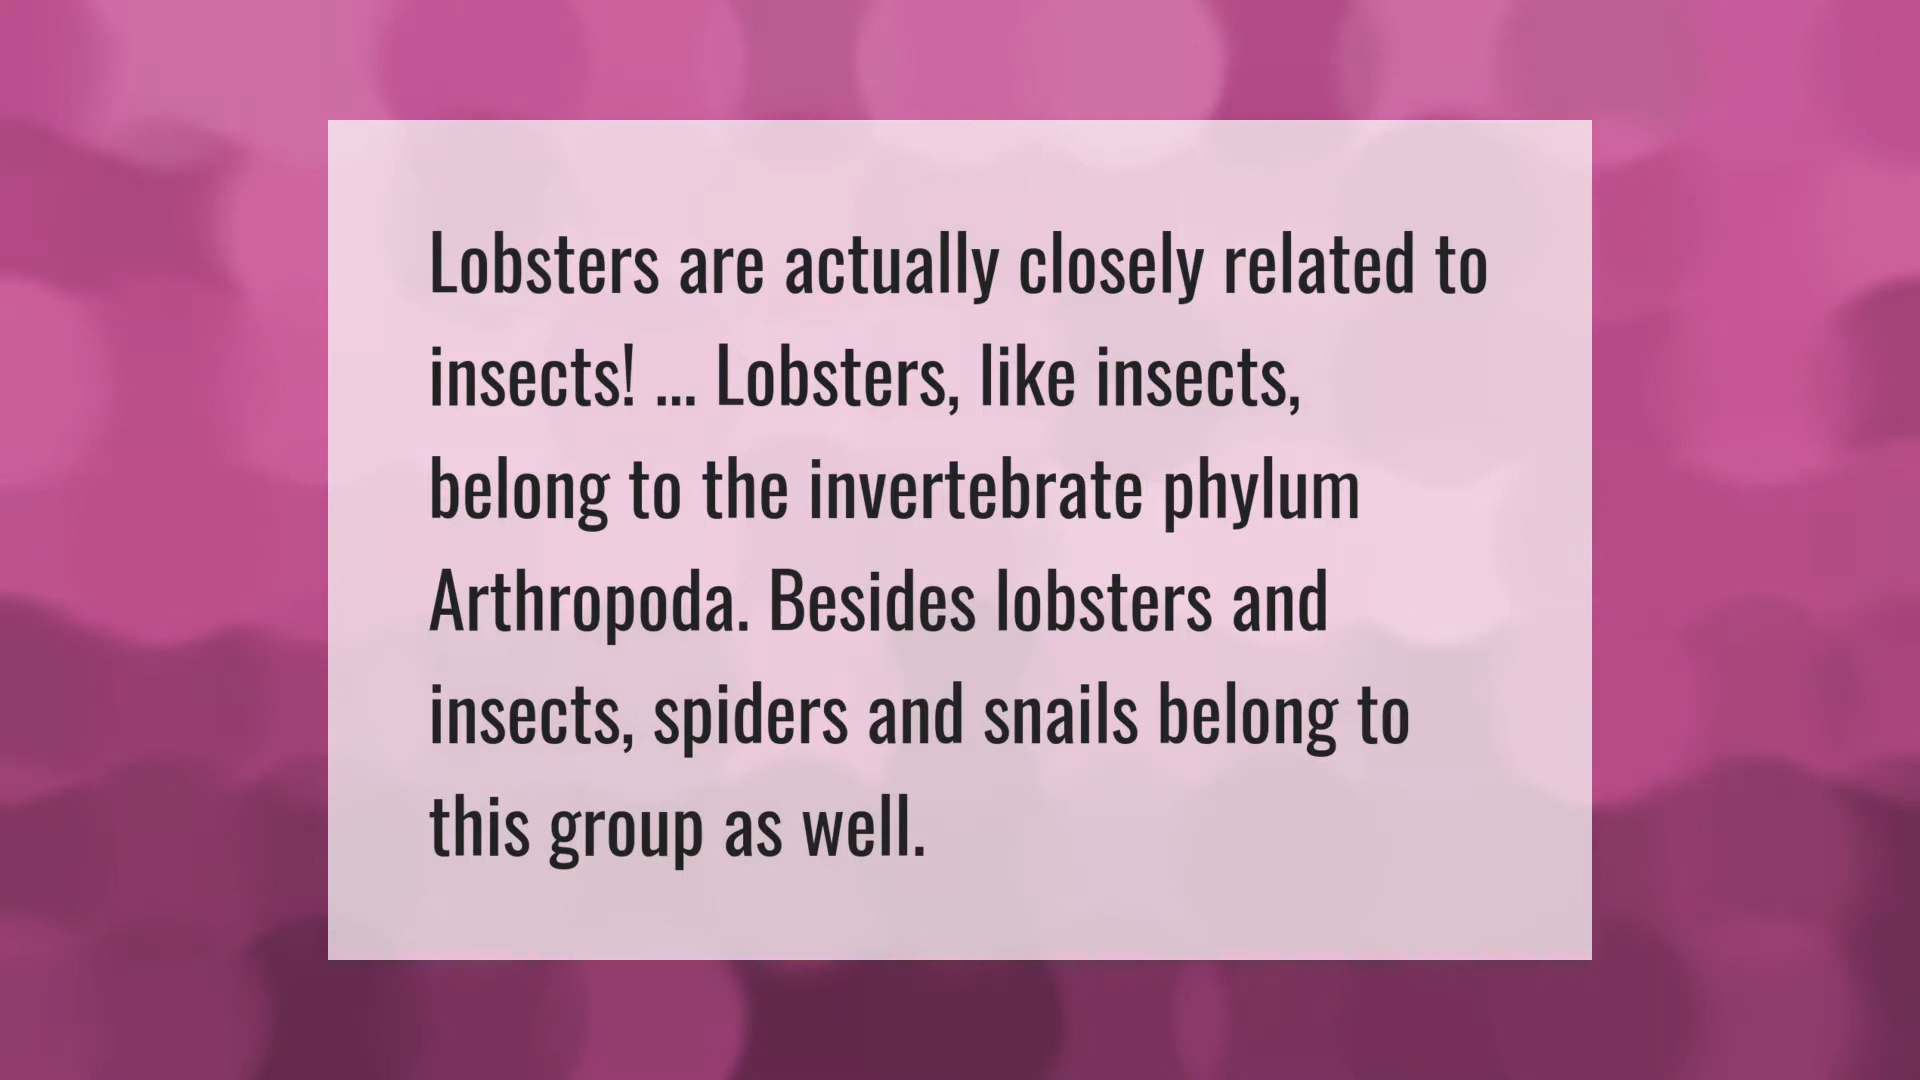 Lobsters are actually closely related to
insects! ... Lobsters, like insects,
belong to the invertebrate phylum
Arthropoda. Besides lobsters and
insects, spiders and snails belong to
this group as well.